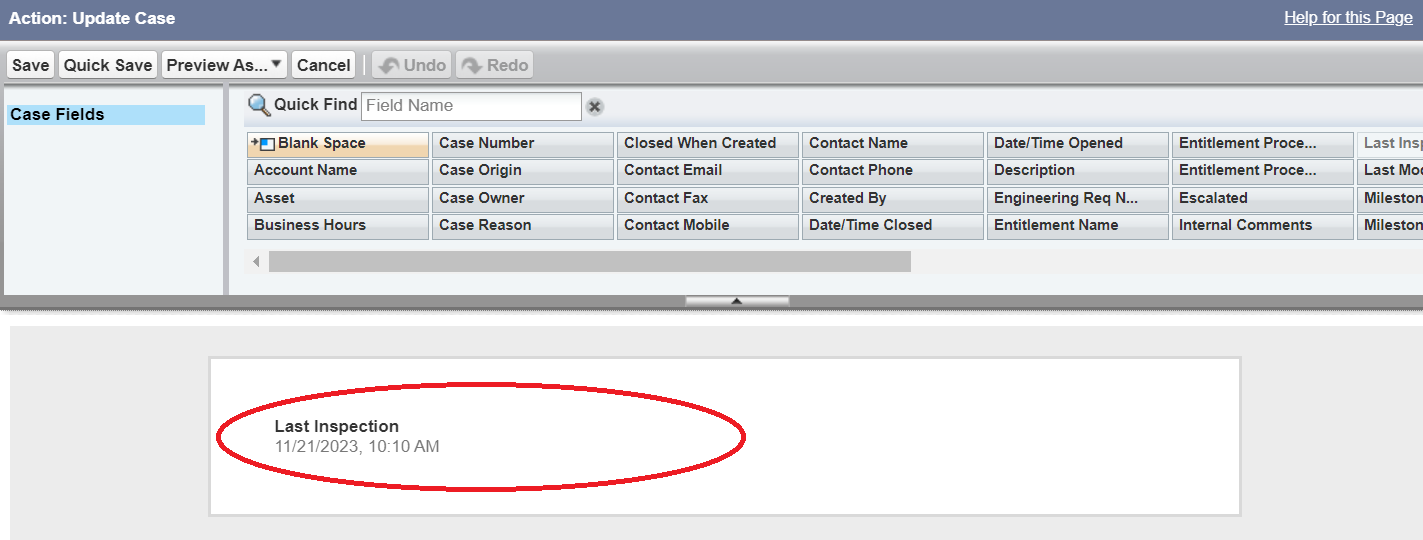 Action: Update Case Help for this Page
Save Quick Save Preview As... Cancel Undo Redo
Case Fields
Quick Find Field Name
Blank Space Case Number Closed When Created Contact Name Date/Time Opened Entitlement Proce... Last Insp
Account Name Case Origin Contact Email Contact Phone Description Entitlement Proce... Last Mod
Asset Case Owner Contact Fax Created By Engineering Req N... Escalated Mileston
Business Hours Case Reason Contact Mobile Date/Time Closed Entitlement Name Internal Comments Mileston
Last Inspection
11/21/2023, 10:10 AM